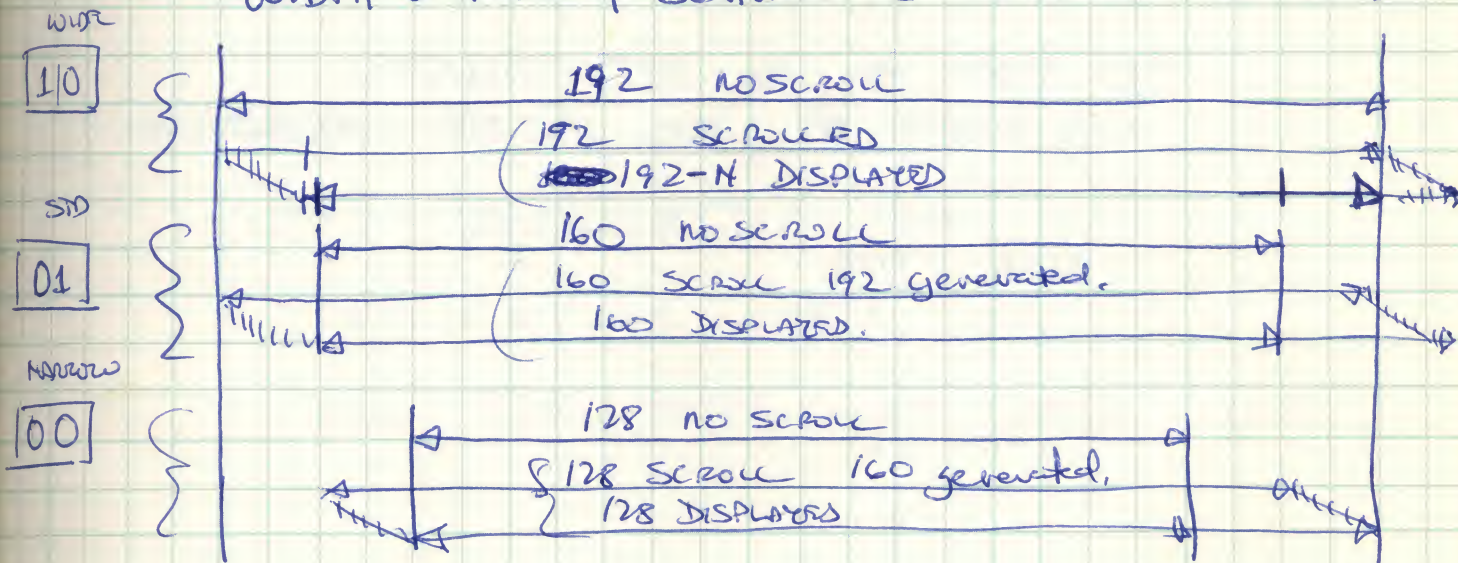 WIDE
10
192 NO SCROLL
192 SCROLLED
192-N DISPLAYED
STD
01
160 NO SCROLL
160 SCROLL 192 generated.
160 DISPLAYED.
NARROW
00
128 NO SCROLL
128 SCROLL 160 generated.
128 DISPLAYED